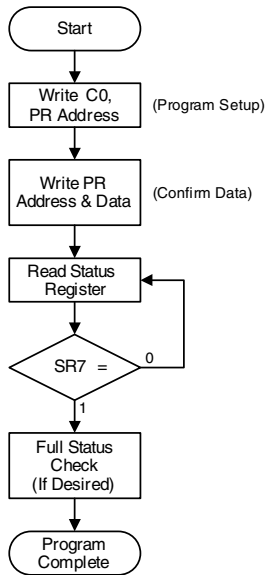 Start
Write C0,
PR Address
(Program Setup)
Write PR
Address & Data
(Confirm Data)
Read Status
Register
SR7 =
0
1
Full Status
Check
(If Desired)
Program
Complete